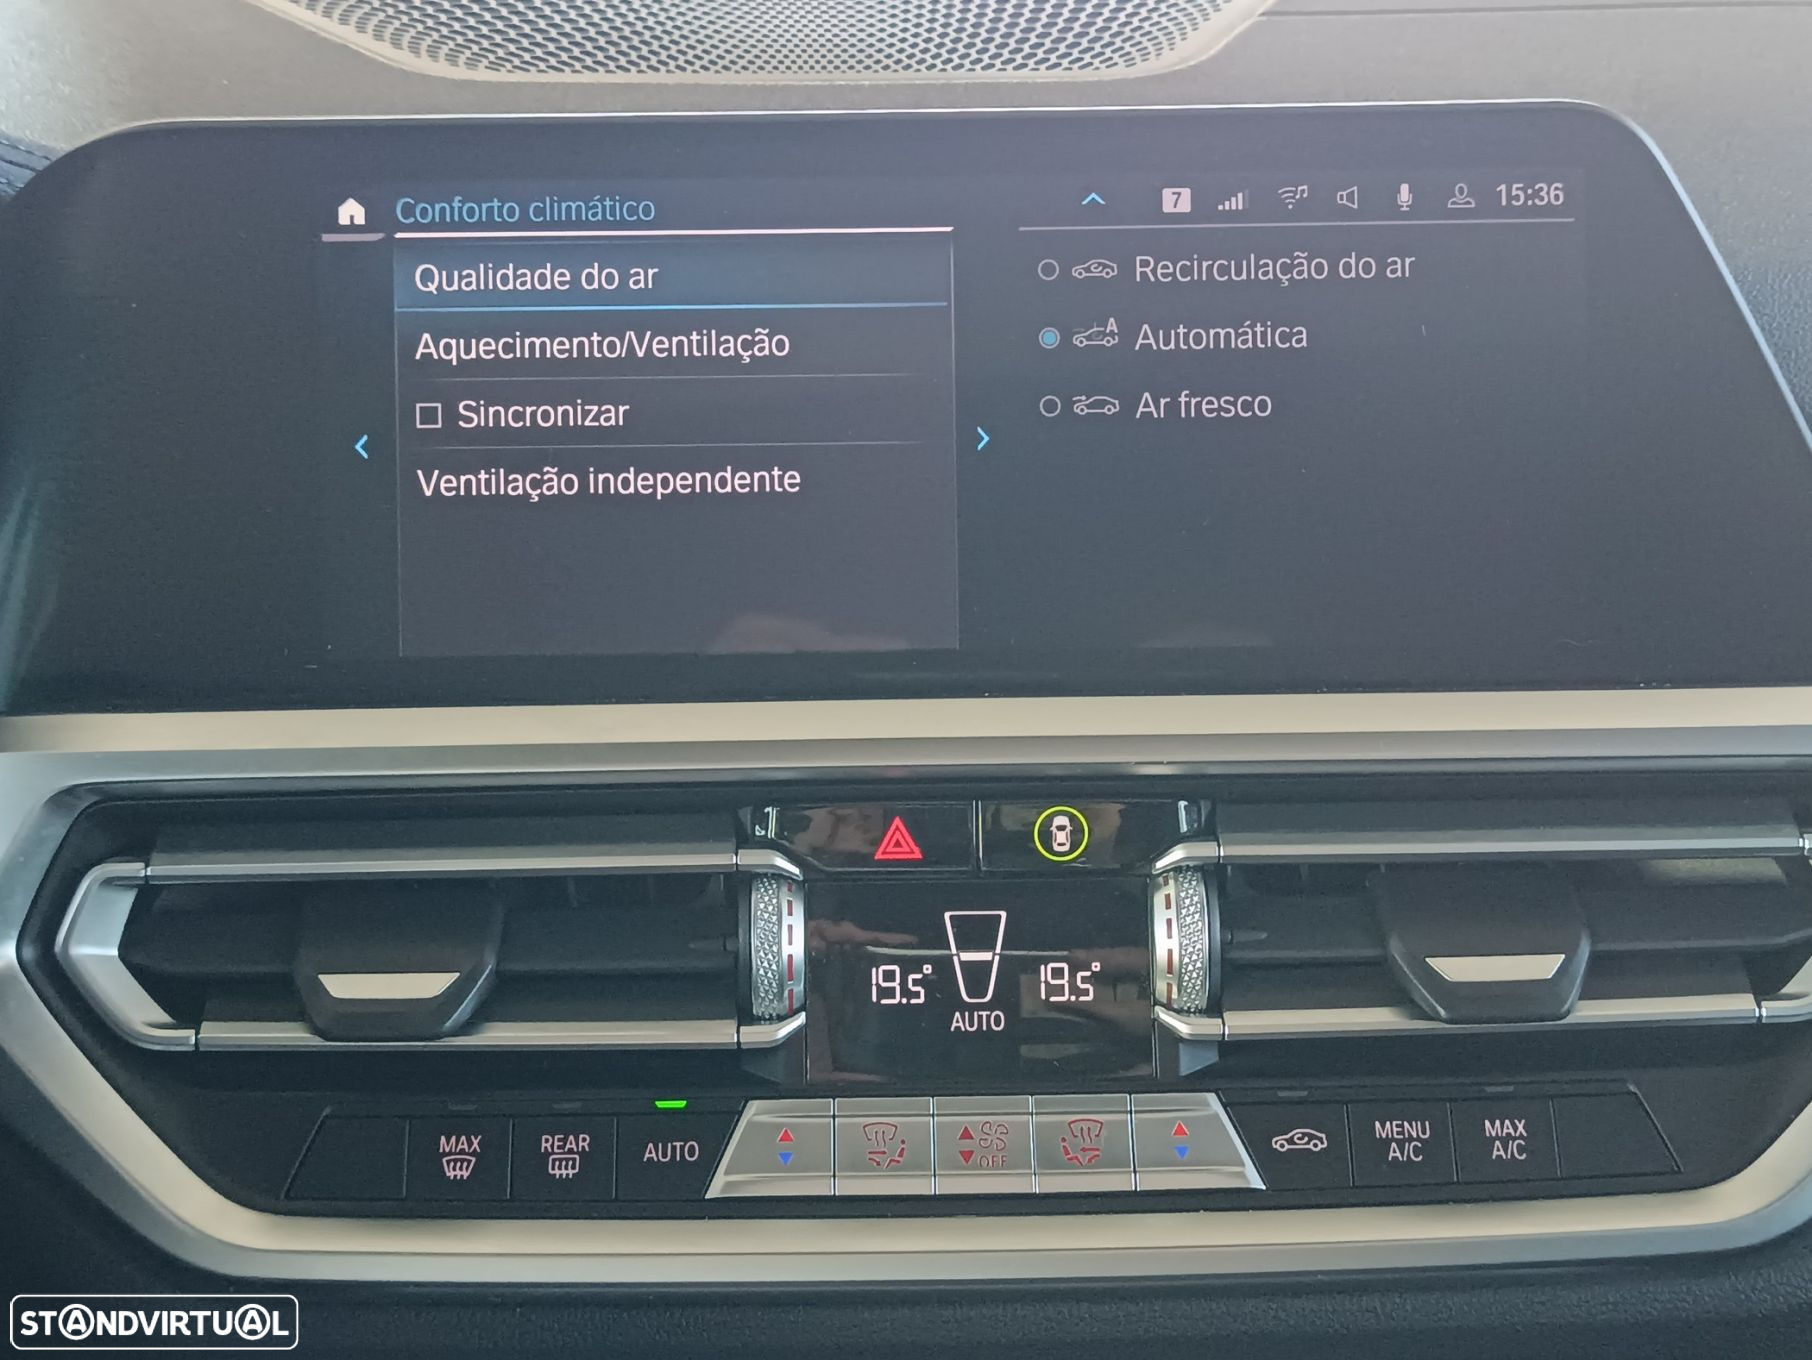 Conforto climático
7 15:36
Qualidade do ar
Aquecimento/Ventilação
Sincronizar
Ventilação independente
Recirculação do ar
A Automática
Ar fresco
19.5° 19.5°
AUTO
MAX
REAR
AUTO
OFF
MENU
A/C
MAX
A/C
STANDVIRTUAL